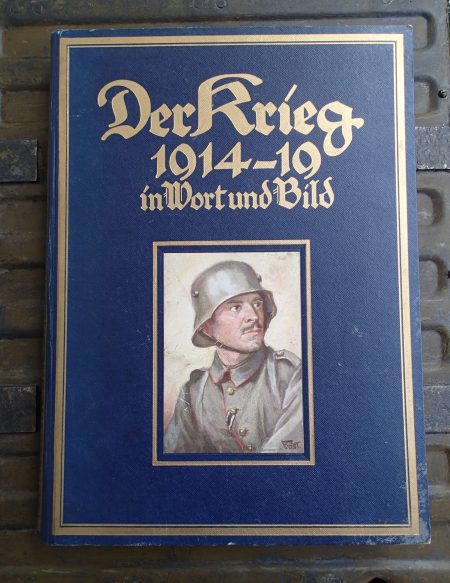 Der Krieg
1914–19
in Wort und Bild